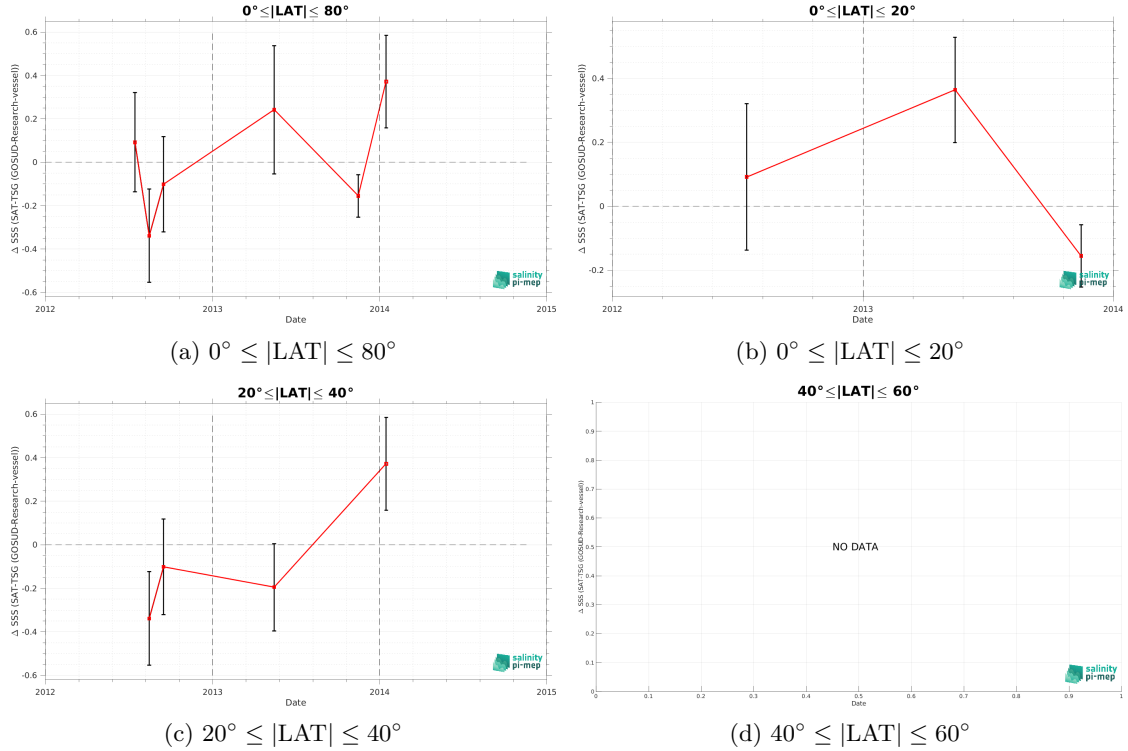 0°≤|LAT|≤ 80°
Δ SSS (SAT-TSG (GOSUD-Research-vessel))
0.6
0.4
0.2
0
-0.2
-0.4
-0.6
2012
2013
2014
2015
Date
salinity
pi-mep
(a) 0° ≤ |LAT| ≤ 80°
0°≤|LAT|≤ 20°
Δ SSS (SAT-TSG (GOSUD-Research-vessel))
0.4
0.2
0
-0.2
2012
2013
2014
Date
salinity
pi-mep
(b) 0° ≤ |LAT| ≤ 20°
20°≤|LAT|≤ 40°
Δ SSS (SAT-TSG (GOSUD-Research-vessel))
0.6
0.4
0.2
0
-0.2
-0.4
-0.6
2012
2013
2014
2015
Date
salinity
pi-mep
(c) 20° ≤ |LAT| ≤ 40°
40°≤|LAT|≤ 60°
Δ SSS (SAT-TSG (GOSUD-Research-vessel))
1
0.9
0.8
0.7
0.6
0.5
0.4
0.3
0.2
0.1
0
NO DATA
0
0.1
0.2
0.3
0.4
0.5
0.6
0.7
0.8
0.9
1
Date
salinity
pi-mep
(d) 40° ≤ |LAT| ≤ 60°